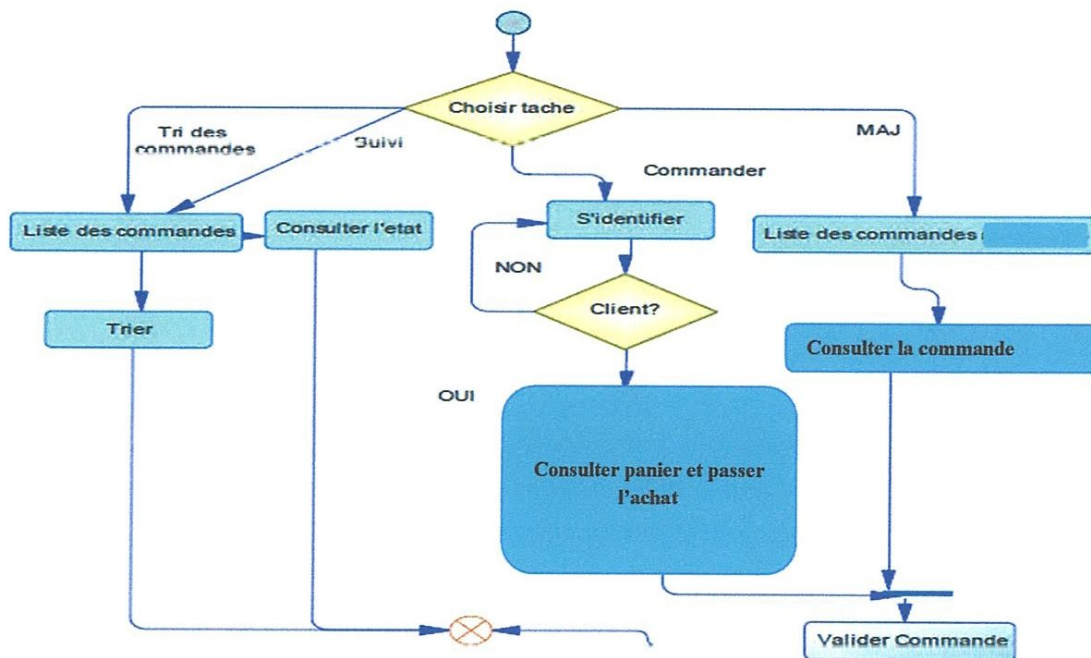 Choisir tache
Tri des
commandes
Suivi
MAJ
Commander
Liste des commandes
Consulter l'etat
S'identifier
Liste des commandes
NON
Trier
Client?
Consulter la commande
OUI
Consulter panier et passer
l'achat
Valider Commande